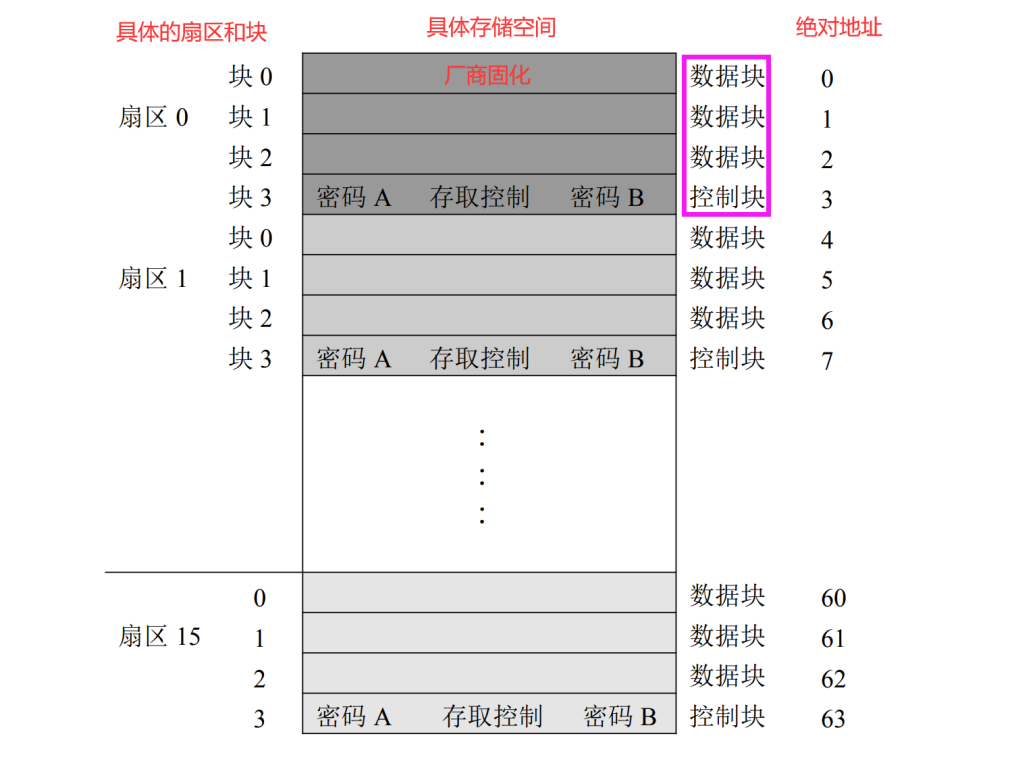 具体的扇区和块 具体存储空间 绝对地址
块 0 厂商固化 数据块 0
扇区 0 块 1 数据块 1
块 2 数据块 2
块 3 密码 A 存取控制 密码 B 控制块 3
块 0 数据块 4
扇区 1 块 1 数据块 5
块 2 数据块 6
块 3 密码 A 存取控制 密码 B 控制块 7
0 数据块 60
扇区 15 1 数据块 61
2 数据块 62
3 密码 A 存取控制 密码 B 控制块 63